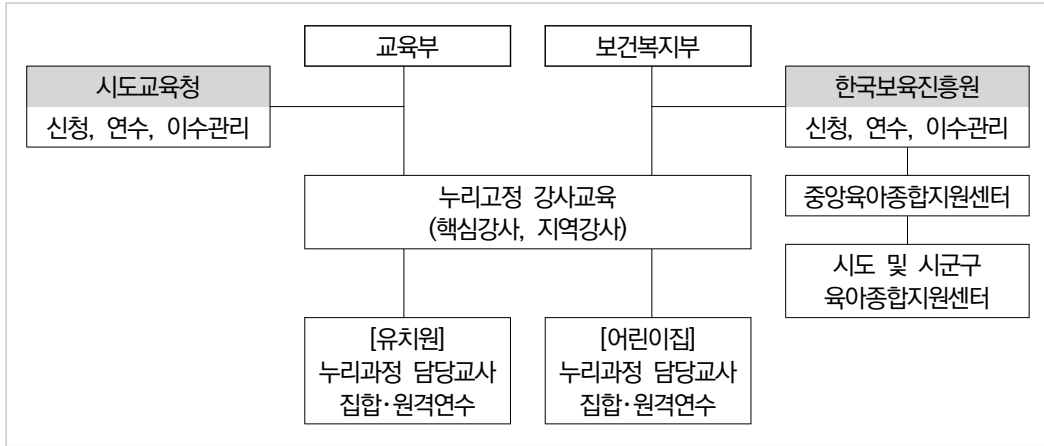 교육부
보건복지부
시도교육청
신청, 연수, 이수관리
한국보육진흥원
신청, 연수, 이수관리
누리고정 강사교육
(핵심강사, 지역강사)
중앙육아종합지원센터
시도 및 시군구
육아종합지원센터
[유치원]
누리과정 담당교사
집합·원격연수
[어린이집]
누리과정 담당교사
집합·원격연수